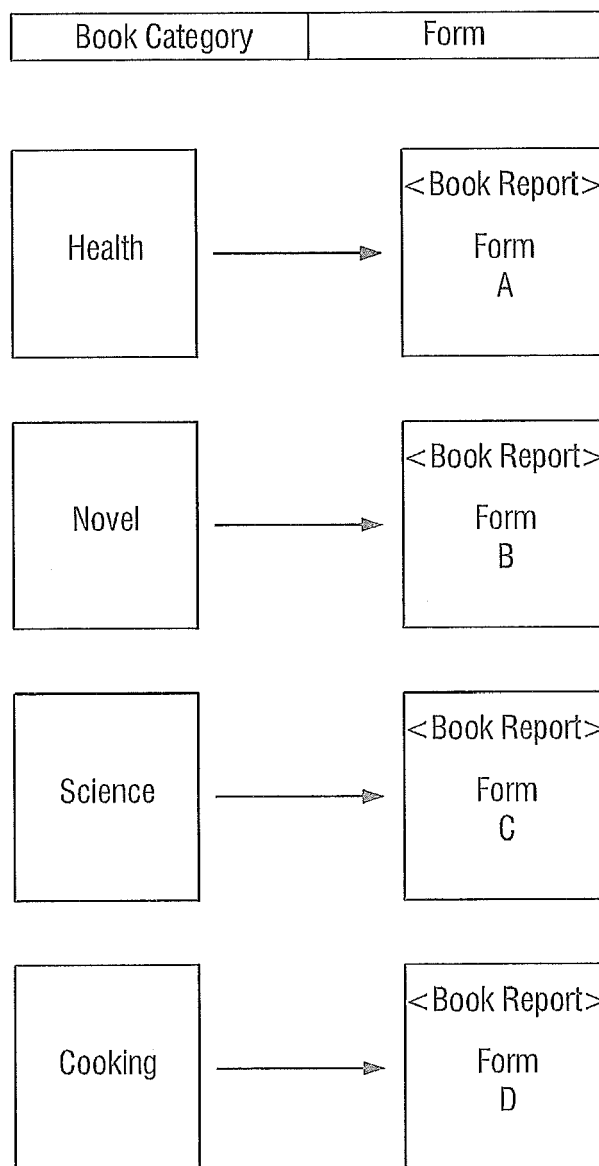 Book Category Form
Health
<Book Report>
Form
A
Novel
<Book Report>
Form
B
Science
<Book Report>
Form
C
Cooking
<Book Report>
Form
D